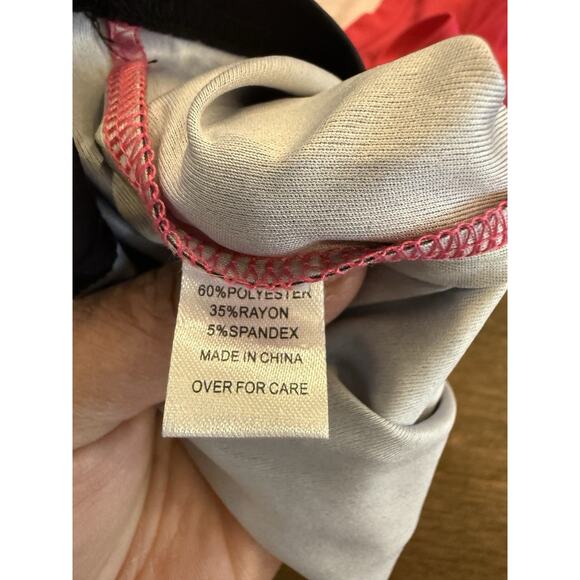 60%POLYESTER
35%RAYON
5%SPANDEX
MADE IN CHINA
OVER FOR CARE